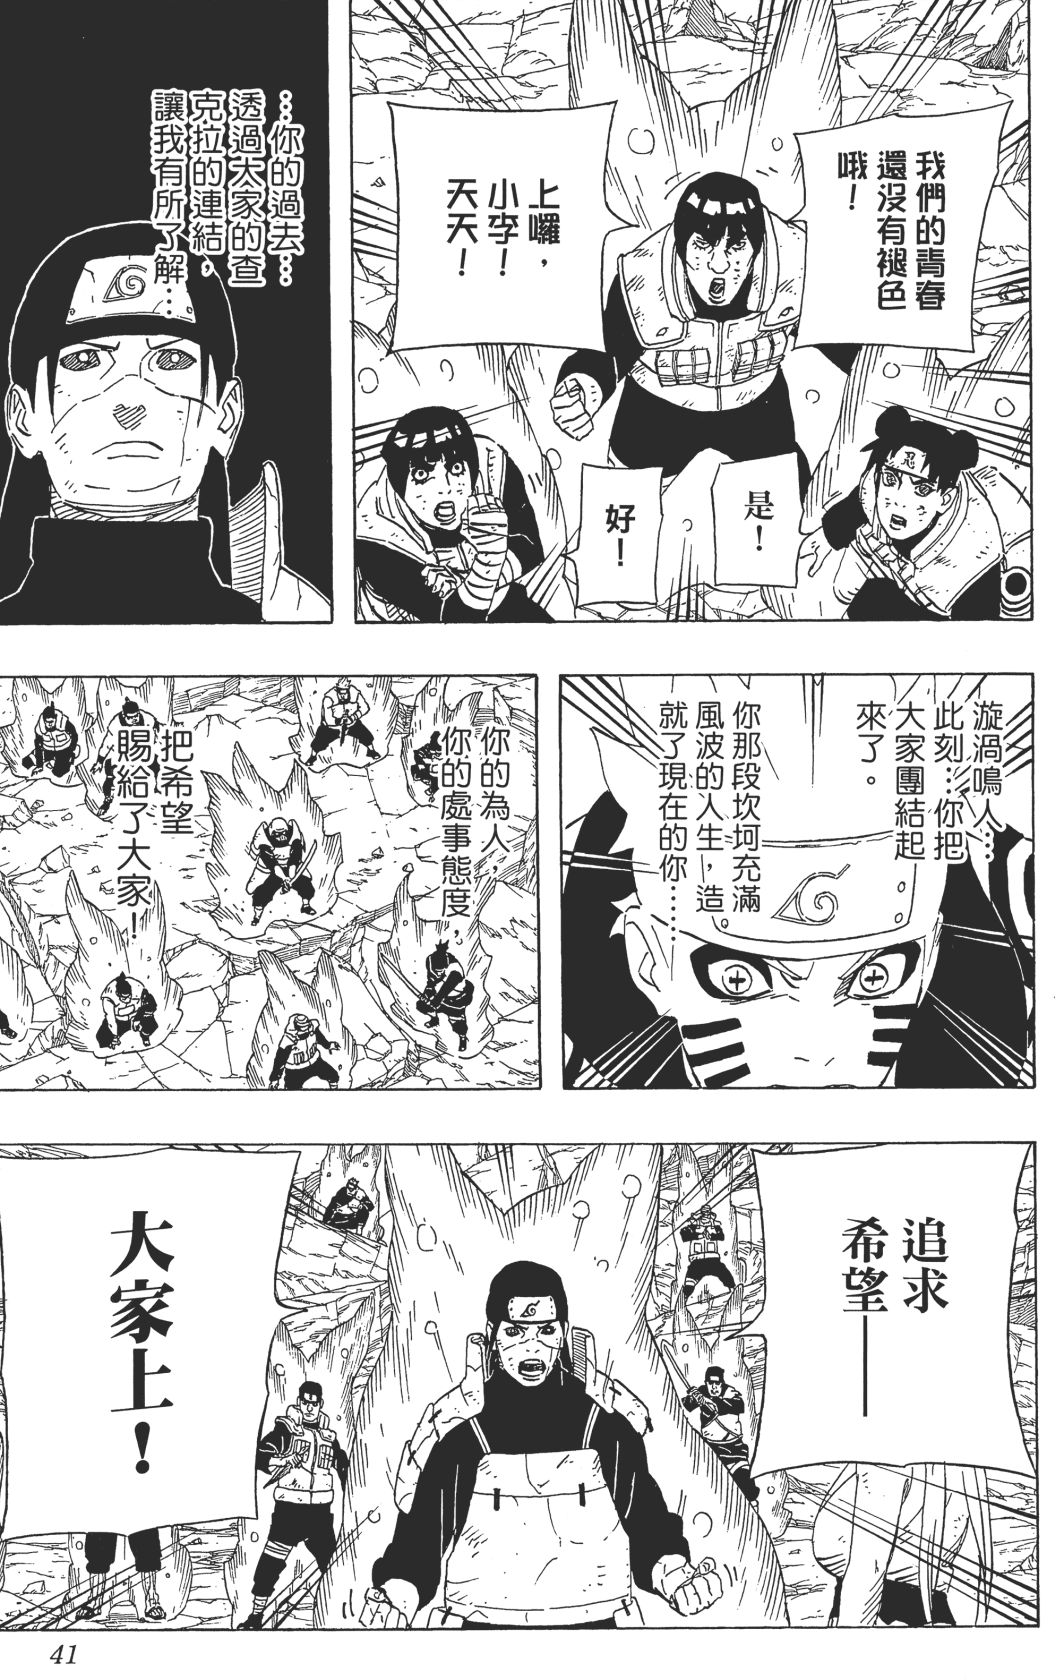 我們的青春
還沒有褪色
哦！
上囉，
小李！
天天！
是！
好！
忍
…你的過去…
透過大家的查
克拉的連結，
讓我有所了解…
漩渦鳴人…
此刻…你把
大家團結起
來了。
你那段坎坷充滿
風波的人生，造
就了現在的你……
你的為人，
你的處事態度，
把希望
賜給了大家！
追求
希望——
大家上！
41